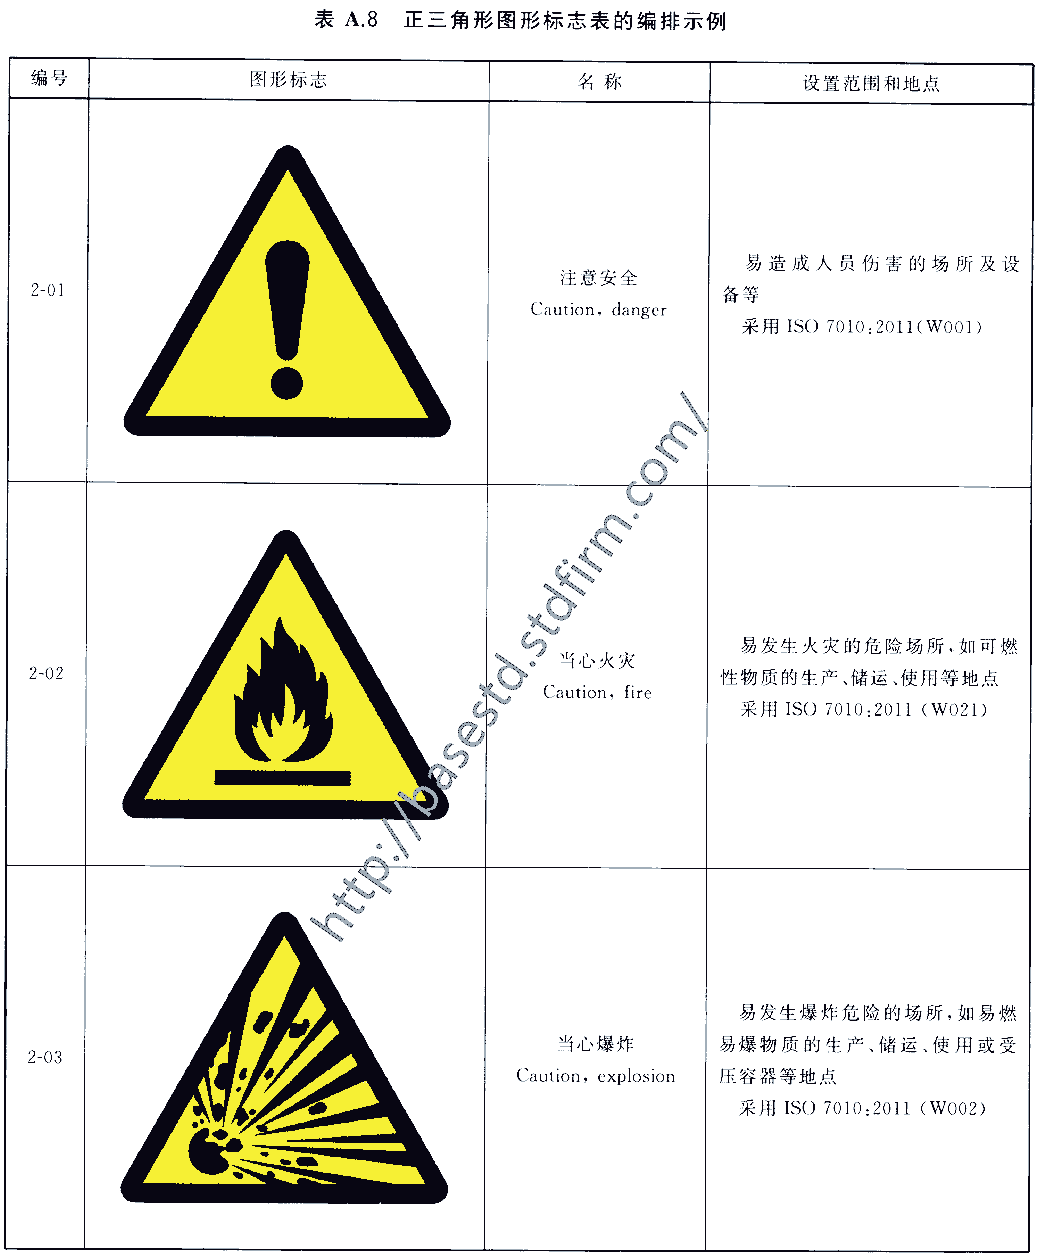 表 A.8 正三角形图形标志表的编排示例
编号 图形标志 名 称 设置范围和地点
2-01
注意安全
Caution, danger
易造成人员伤害的场所及设
备等
采用 ISO 7010:2011(W001)
2-02
当心火灾
Caution, fire
易发生火灾的危险场所,如可燃
性物质的生产、储运、使用等地点
采用 ISO 7010:2011 (W021)
2-03
当心爆炸
Caution, explosion
易发生爆炸危险的场所,如易燃
易爆物质的生产、储运、使用或受
压容器等地点
采用 ISO 7010:2011 (W002)
http://basestd.stdfirm.com/